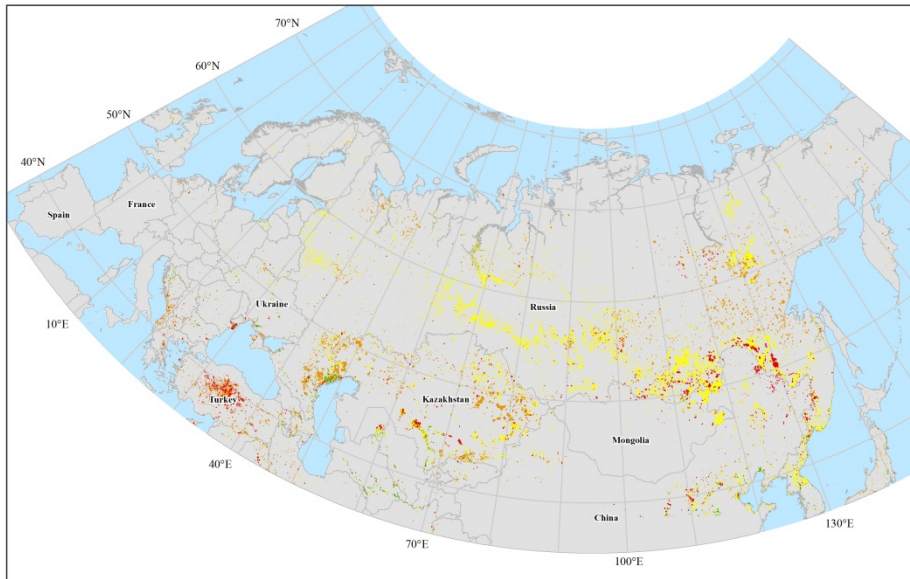 70°N
60°N
50°N
40°N
Spain
France
Ukraine
Russia
10°E
Turkey
Kazakhstan
Mongolia
40°E
China
130°E
70°E
100°E